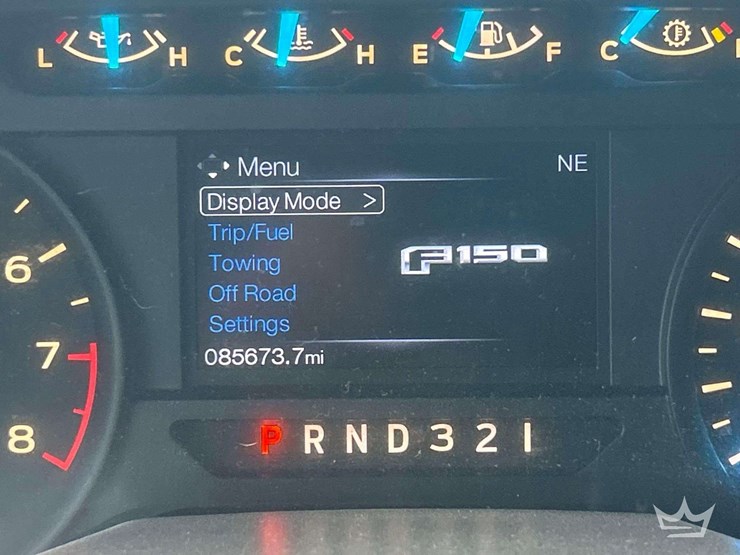 L H C H E F C
Menu NE
Display Mode >
Trip/Fuel
Towing
F150
Off Road
Settings
085673.7mi
6
7
8
P R N D 3 2 1